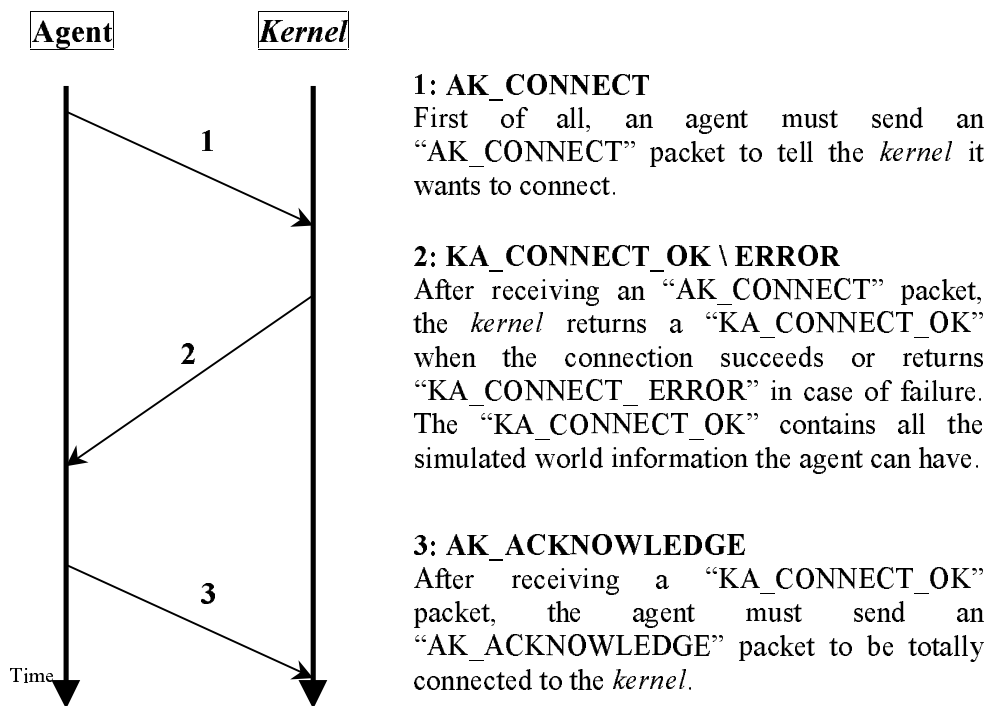 Agent
Kernel
1: AK_CONNECT
First of all, an agent must send an
“AK_CONNECT” packet to tell the kernel it
wants to connect.
1
2: KA_CONNECT_OK \ ERROR
After receiving an “AK_CONNECT” packet,
the kernel returns a “KA_CONNECT_OK”
when the connection succeeds or returns
“KA_CONNECT_ ERROR” in case of failure.
The “KA_CONNECT_OK” contains all the
simulated world information the agent can have.
2
3: AK_ACKNOWLEDGE
After receiving a “KA_CONNECT_OK”
packet, the agent must send an
“AK_ACKNOWLEDGE” packet to be totally
connected to the kernel.
3
Time